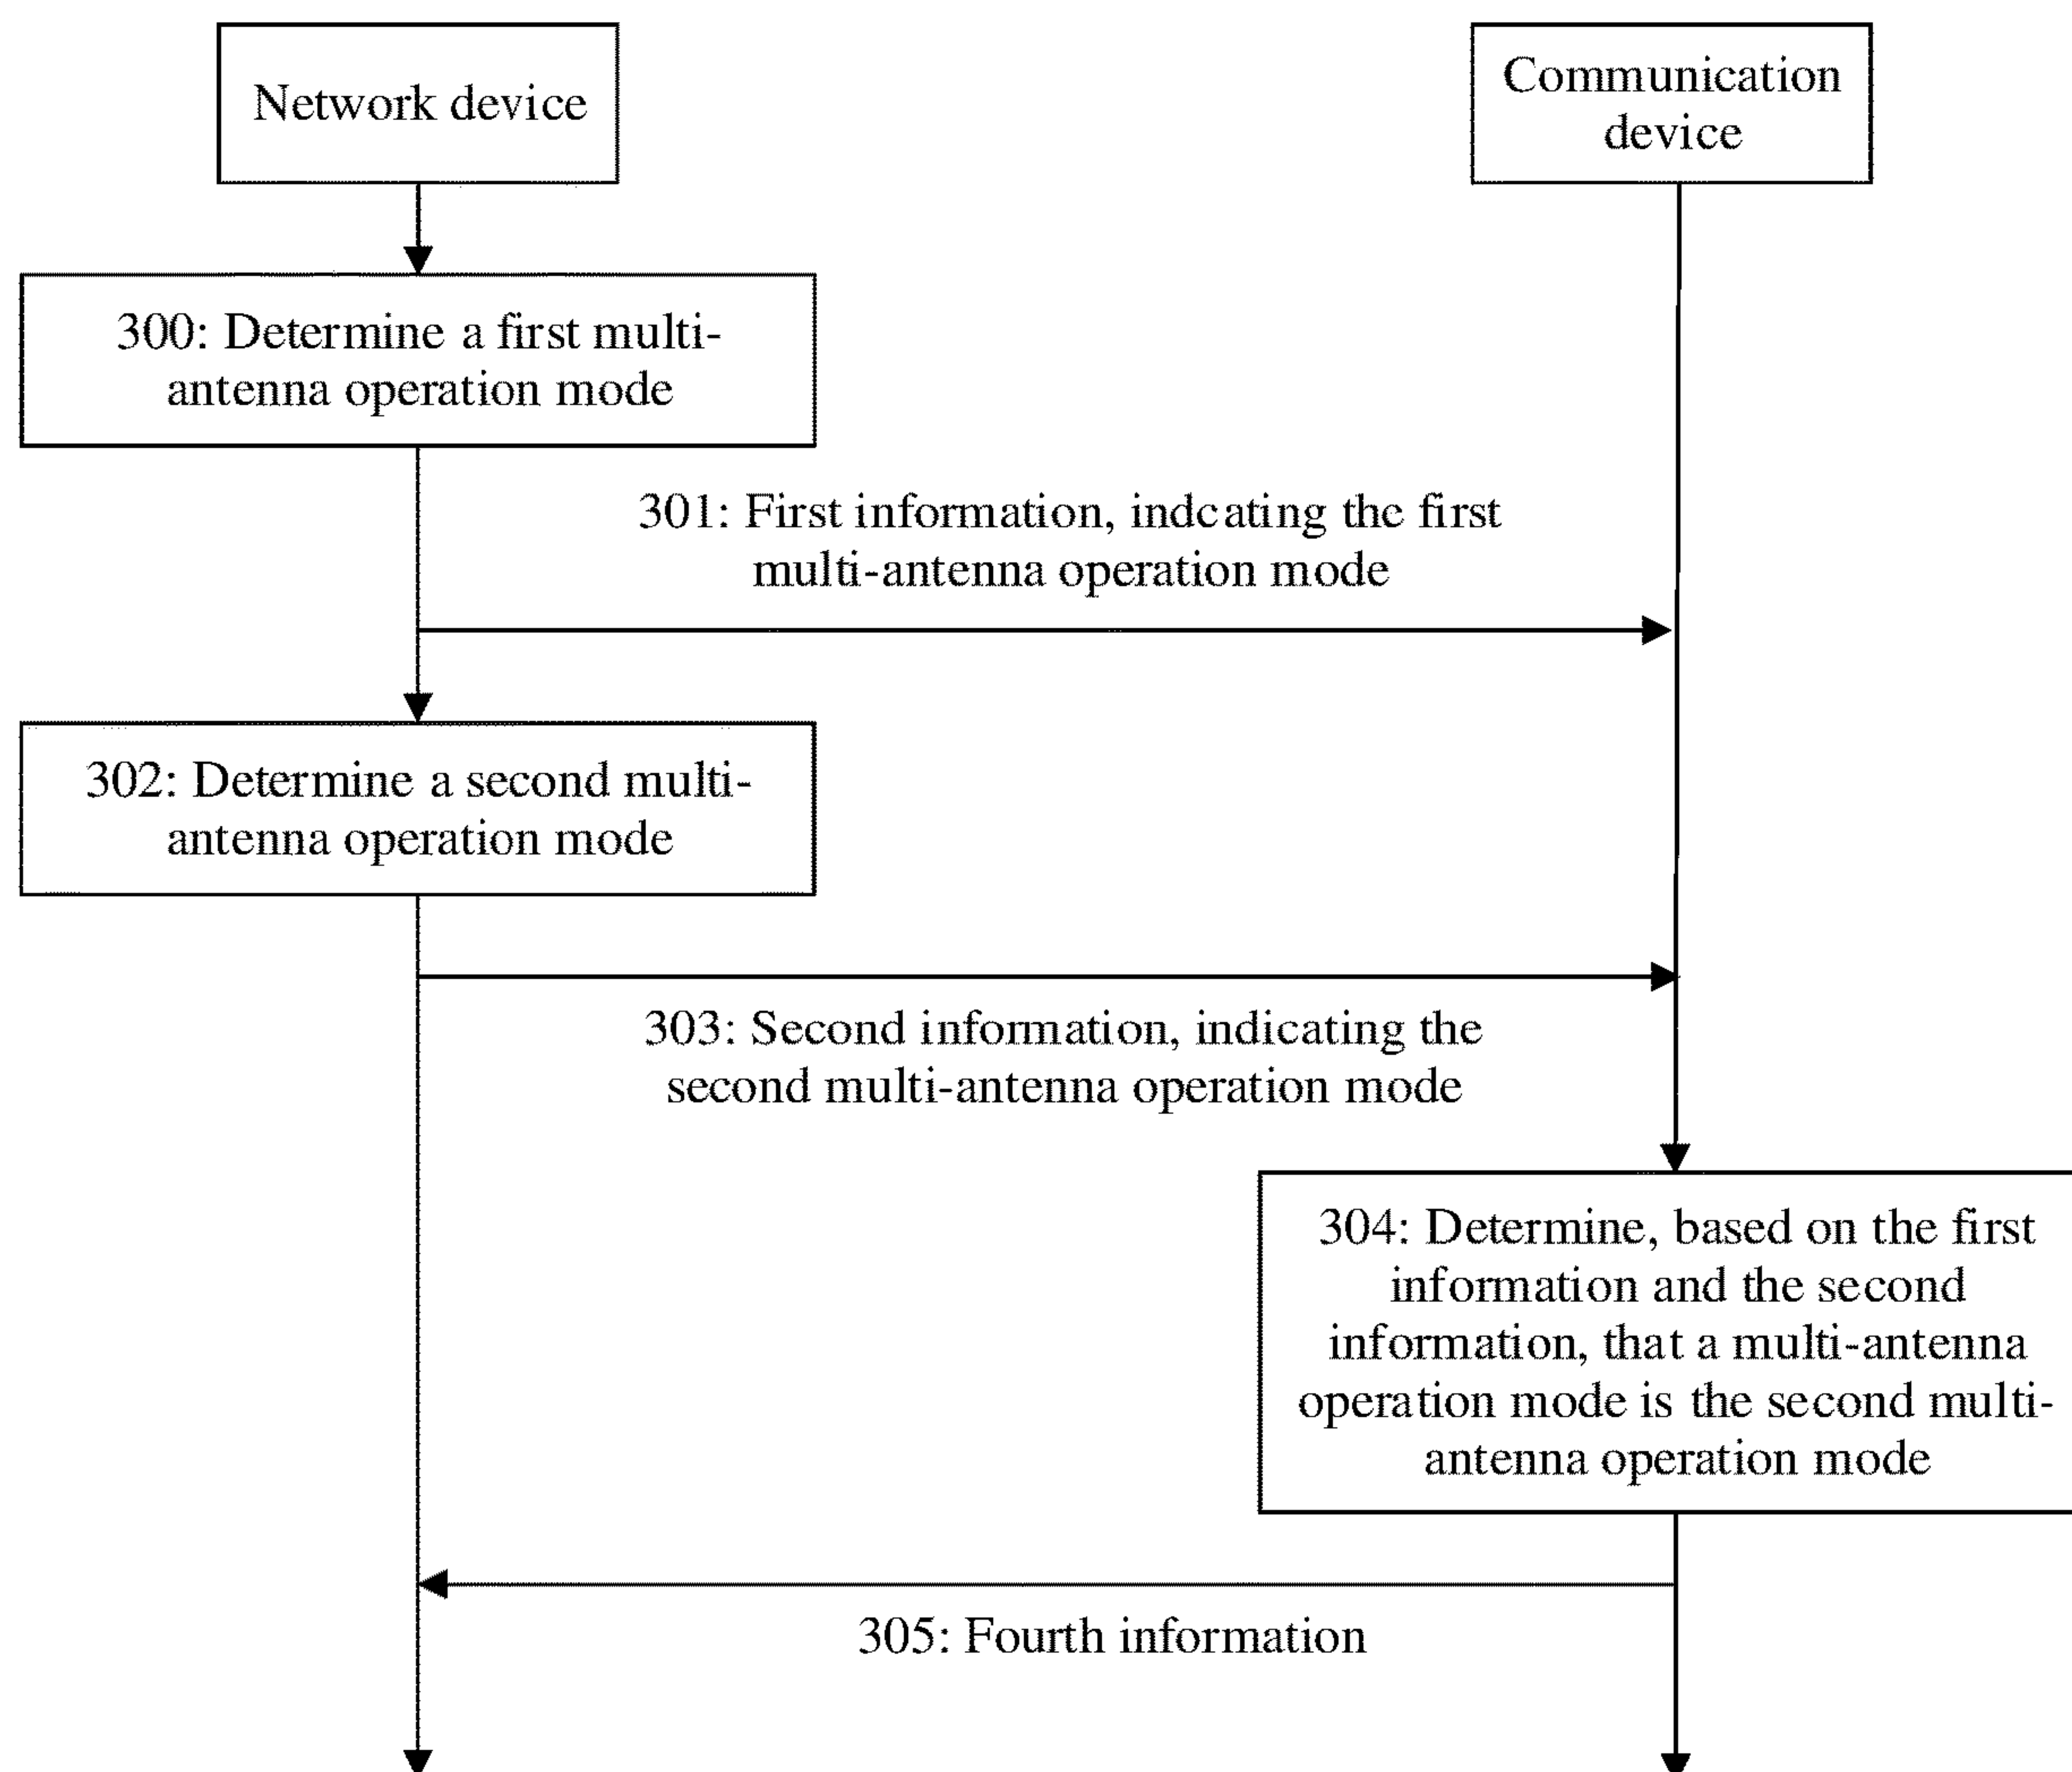 Network device
Communication
device
300: Determine a first multi-
antenna operation mode
301: First information, indcating the first
multi-antenna operation mode
302: Determine a second multi-
antenna operation mode
303: Second information, indicating the
second multi-antenna operation mode
304: Determine, based on the first
information and the second
information, that a multi-antenna
operation mode is the second multi-
antenna operation mode
305: Fourth information